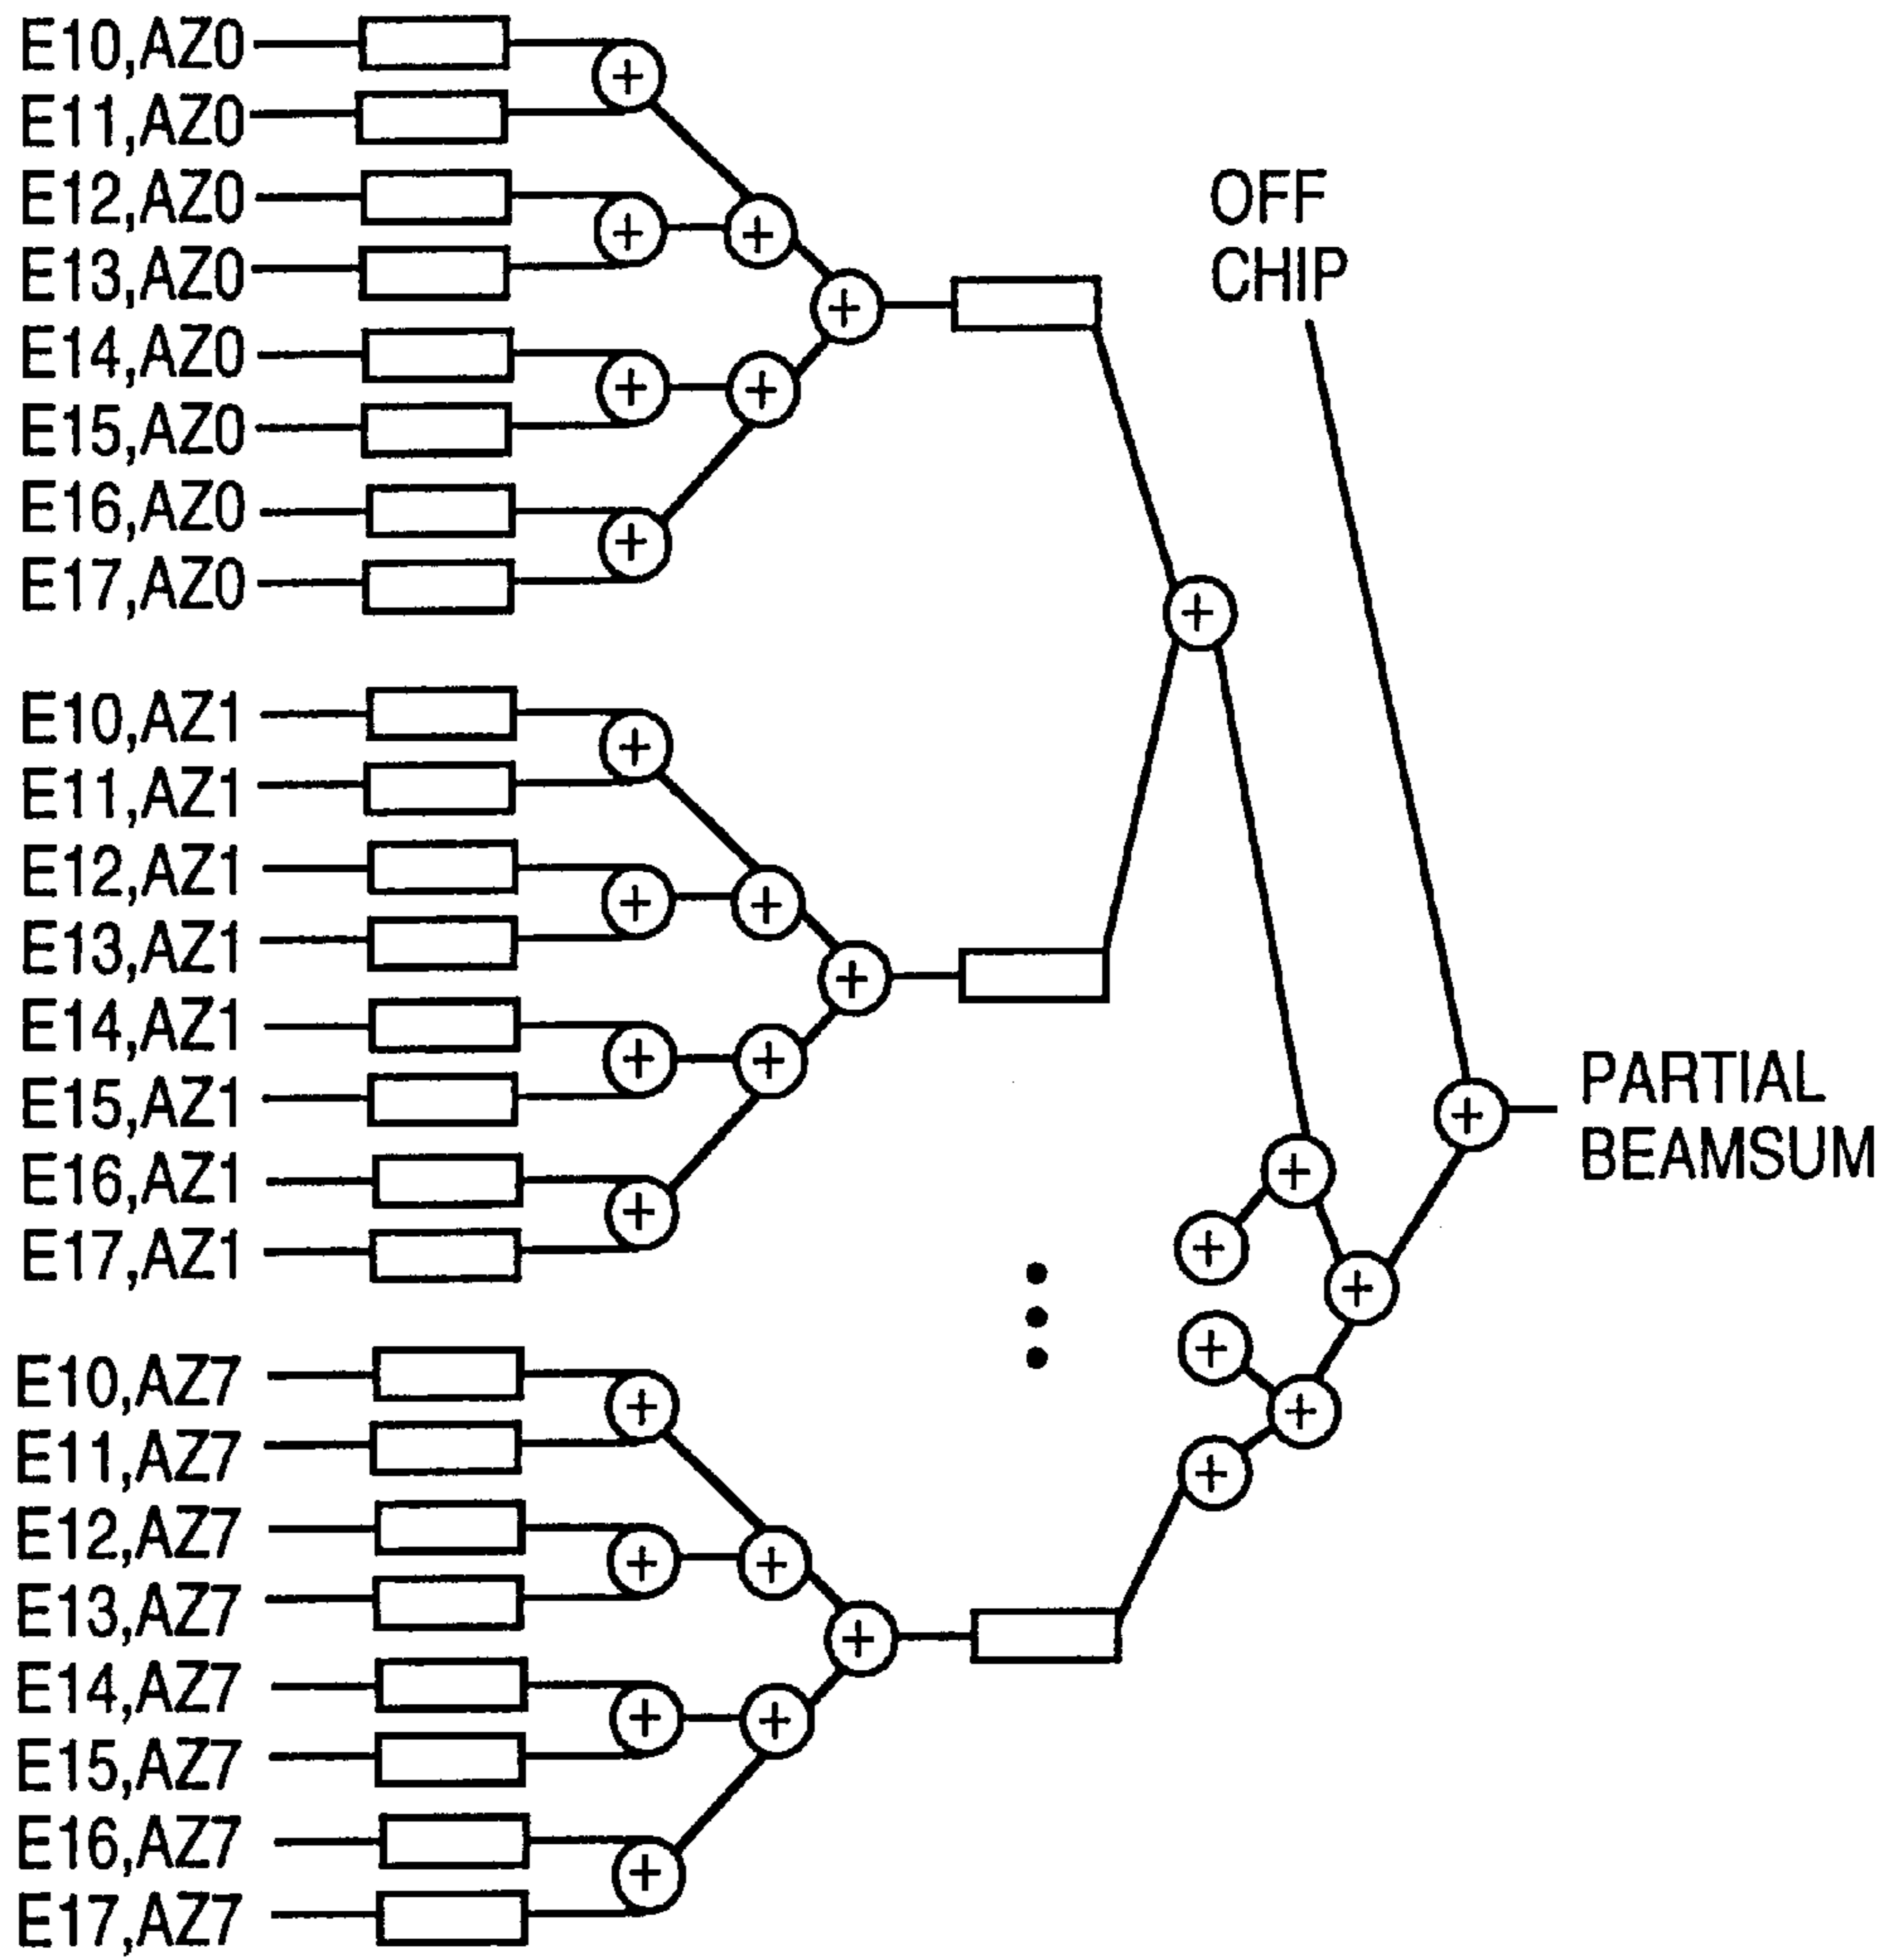 E10,AZ0
E11,AZ0
E12,AZ0
E13,AZ0
E14,AZ0
E15,AZ0
E16,AZ0
E17,AZ0
OFF
CHIP
E10,AZ1
E11,AZ1
E12,AZ1
E13,AZ1
E14,AZ1
E15,AZ1
E16,AZ1
E17,AZ1
PARTIAL
BEAMSUM
E10,AZ7
E11,AZ7
E12,AZ7
E13,AZ7
E14,AZ7
E15,AZ7
E16,AZ7
E17,AZ7